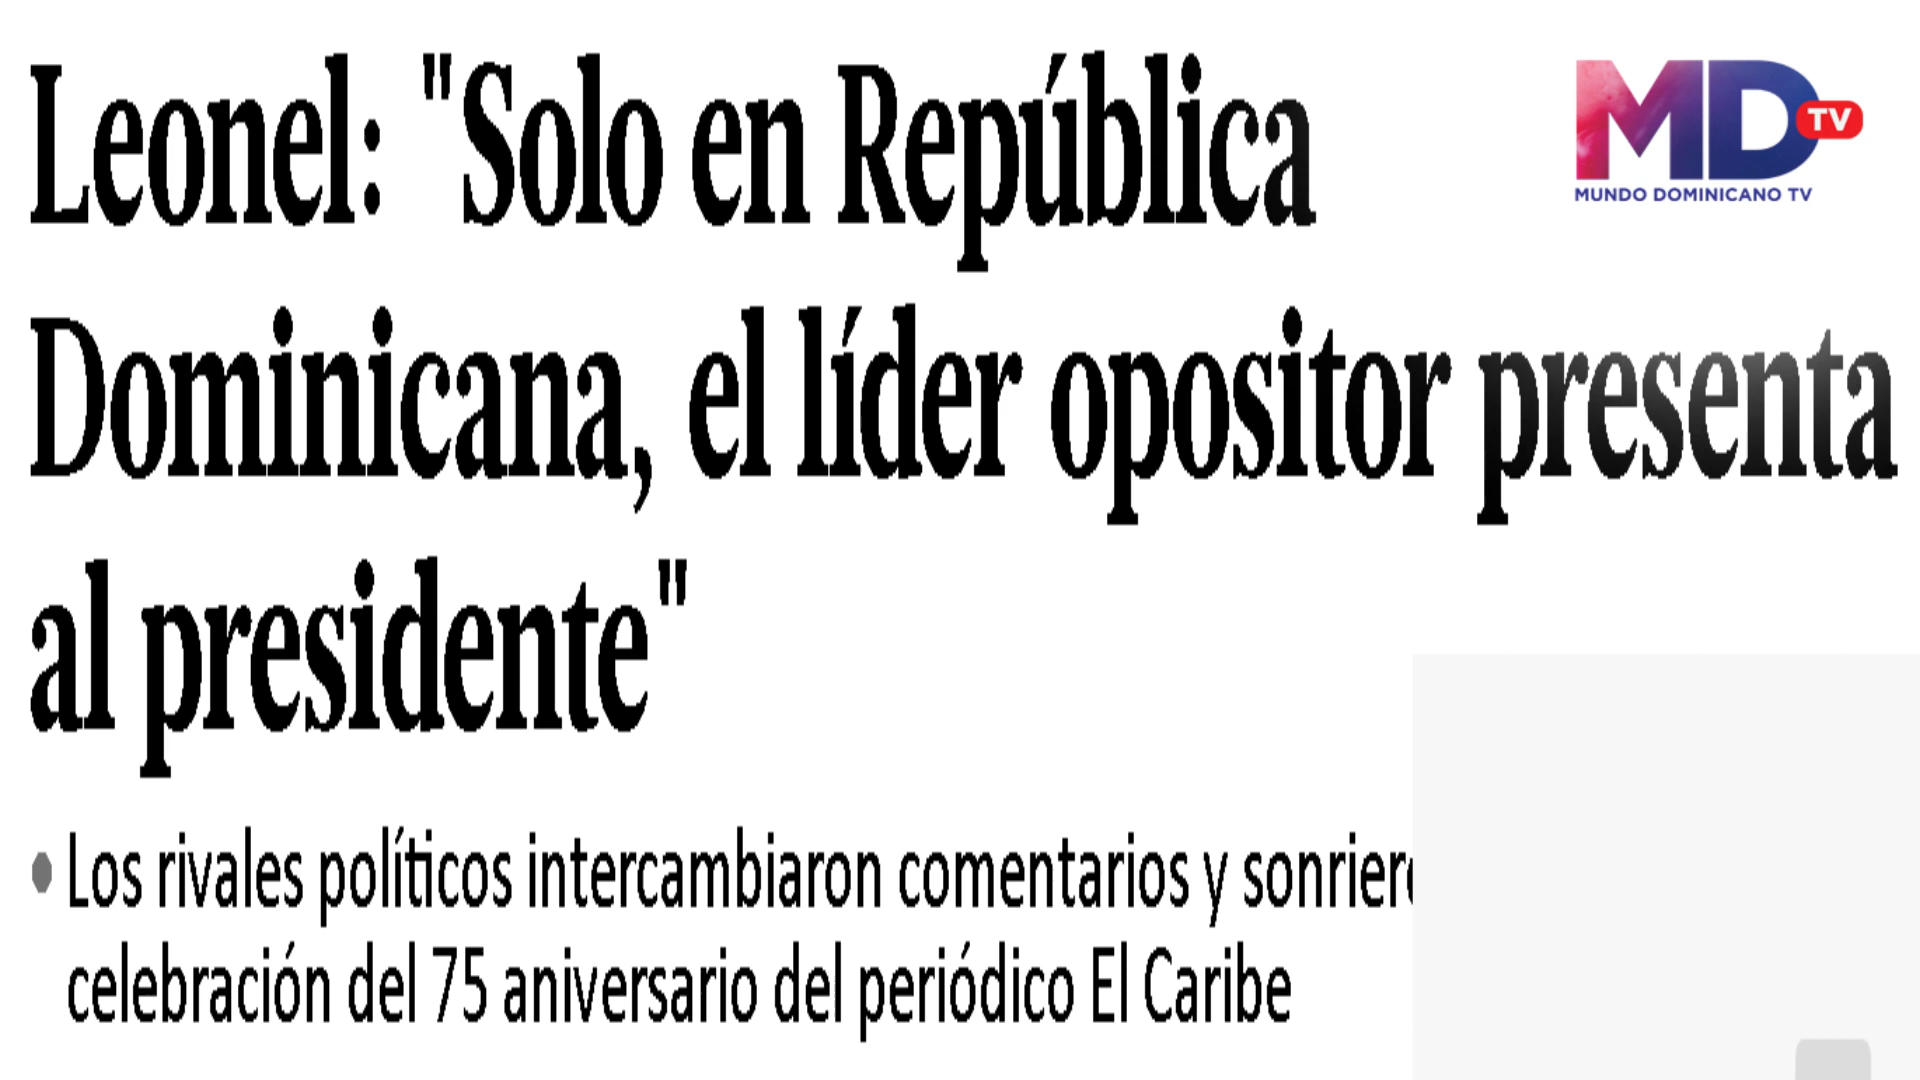 Leonel: "Solo en República
MD TV
MUNDO DOMINICANO TV
Dominicana, el líder opositor presenta
al presidente"
• Los rivales políticos intercambiaron comentarios y
celebración del 75 aniversario del periódico El Caribe